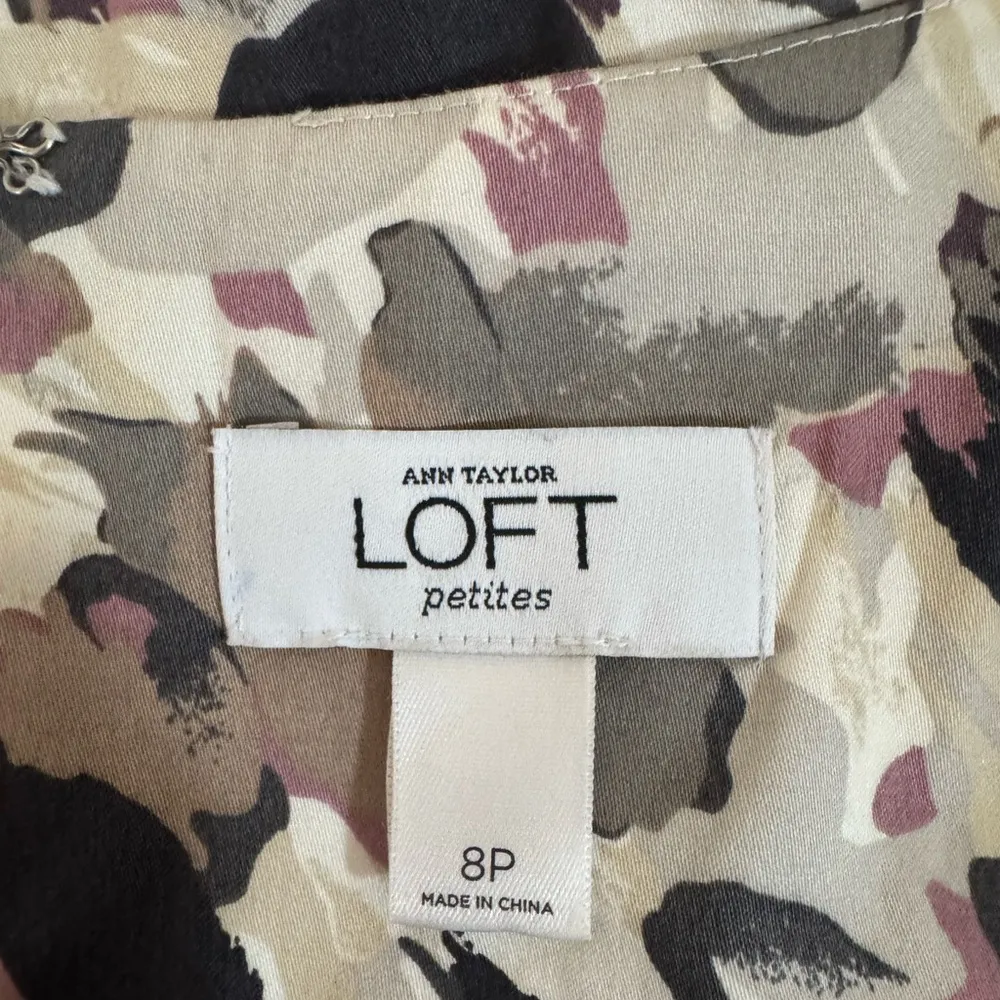 ANN TAYLOR
LOFT
petites
8P
MADE IN CHINA